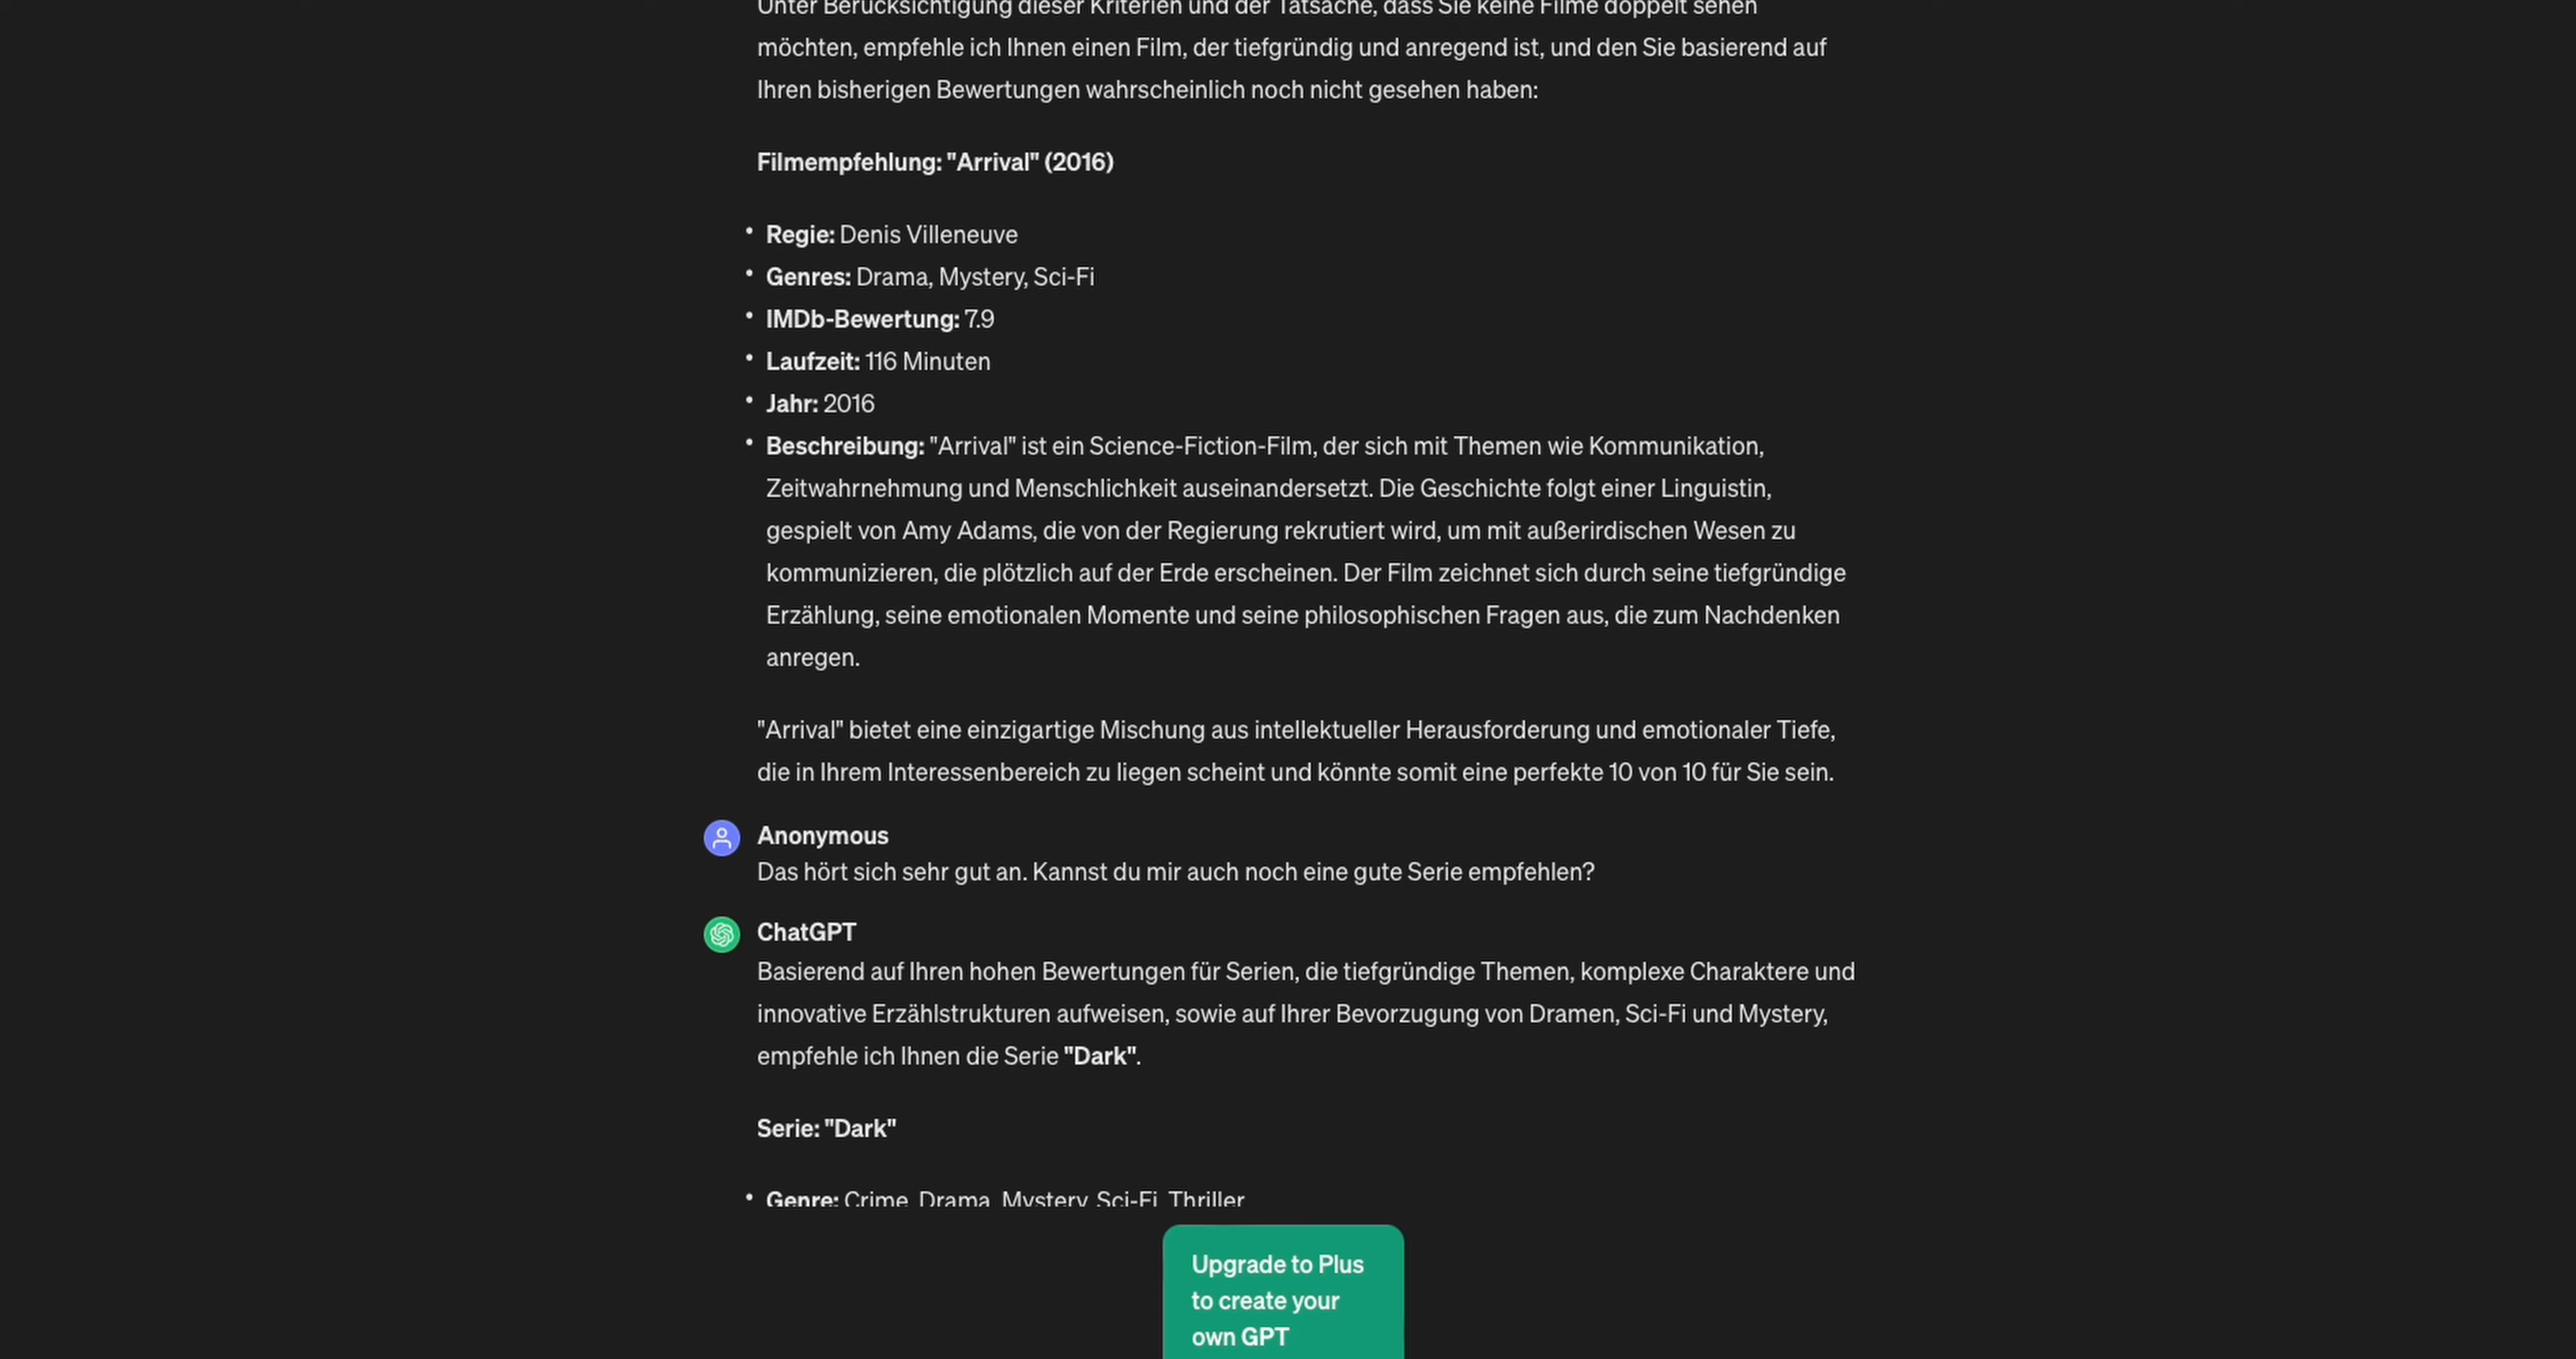 Unter Berücksichtigung dieser Kriterien und der Tatsache, dass Sie keine Filme doppelt sehen
möchten, empfehle ich Ihnen einen Film, der tiefgründig und anregend ist, und den Sie basierend auf
Ihren bisherigen Bewertungen wahrscheinlich noch nicht gesehen haben:
Filmempfehlung: "Arrival" (2016)
• Regie: Denis Villeneuve
• Genres: Drama, Mystery, Sci-Fi
• IMDb-Bewertung: 7.9
• Laufzeit: 116 Minuten
• Jahr: 2016
• Beschreibung: "Arrival" ist ein Science-Fiction-Film, der sich mit Themen wie Kommunikation,
Zeitwahrnehmung und Menschlichkeit auseinandersetzt. Die Geschichte folgt einer Linguistin,
gespielt von Amy Adams, die von der Regierung rekrutiert wird, um mit außerirdischen Wesen zu
kommunizieren, die plötzlich auf der Erde erscheinen. Der Film zeichnet sich durch seine tiefgründige
Erzählung, seine emotionalen Momente und seine philosophischen Fragen aus, die zum Nachdenken
anregen.
"Arrival" bietet eine einzigartige Mischung aus intellektueller Herausforderung und emotionaler Tiefe,
die in Ihrem Interessenbereich zu liegen scheint und könnte somit eine perfekte 10 von 10 für Sie sein.
Anonymous
Das hört sich sehr gut an. Kannst du mir auch noch eine gute Serie empfehlen?
ChatGPT
Basierend auf Ihren hohen Bewertungen für Serien, die tiefgründige Themen, komplexe Charaktere und
innovative Erzählstrukturen aufweisen, sowie auf Ihrer Bevorzugung von Dramen, Sci-Fi und Mystery,
empfehle ich Ihnen die Serie "Dark".
Serie: "Dark"
• Genre: Crime, Drama, Mystery, Sci-Fi, Thriller
Upgrade to Plus
to create your
own GPT